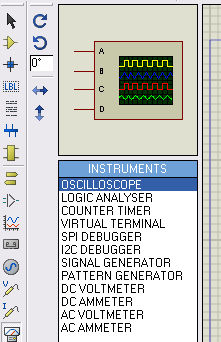 A
B
C
D
LBL
0°
INSTRUMENTS
OSCILLOSCOPE
LOGIC ANALYSER
COUNTER TIMER
VIRTUAL TERMINAL
SPI DEBUGGER
I2C DEBUGGER
SIGNAL GENERATOR
PATTERN GENERATOR
DC VOLTMETER
DC AMMETER
AC VOLTMETER
AC AMMETER
V
I